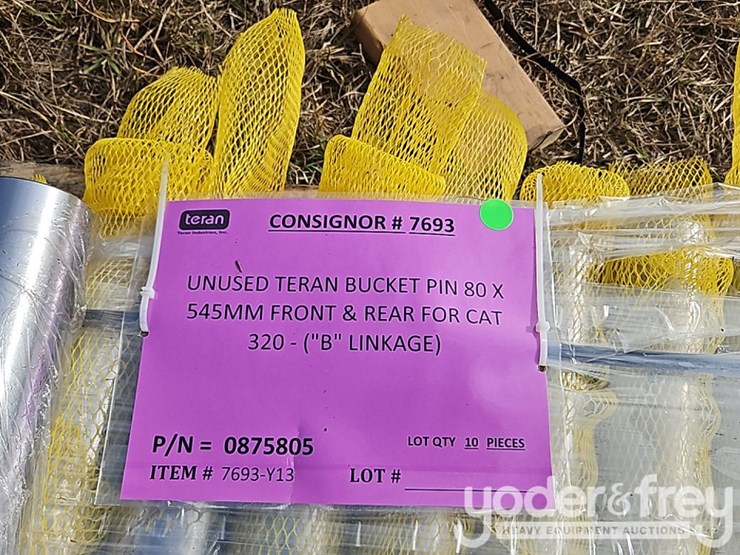 teran
Teran Industries, Inc.
CONSIGNOR # 7693
UNUSED TERAN BUCKET PIN 80 X
545MM FRONT & REAR FOR CAT
320 - ("B" LINKAGE)
P/N = 0875805
LOT QTY 10 PIECES
ITEM # 7693-Y13
LOT #
yoder&frey
HEAVY EQUIPMENT AUCTIONS